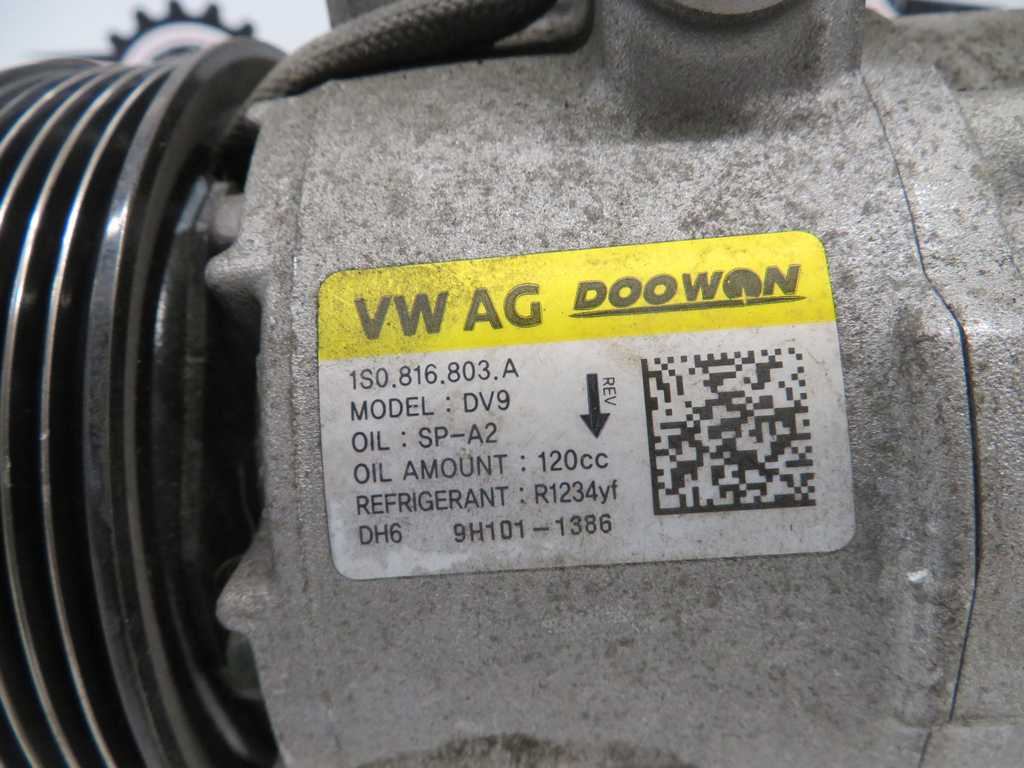 VW AG DOOWON
1S0.816.803.A
MODEL : DV9
OIL : SP-A2
OIL AMOUNT : 120cc
REFRIGERANT : R1234yf
DH6 9H101-1386
REV